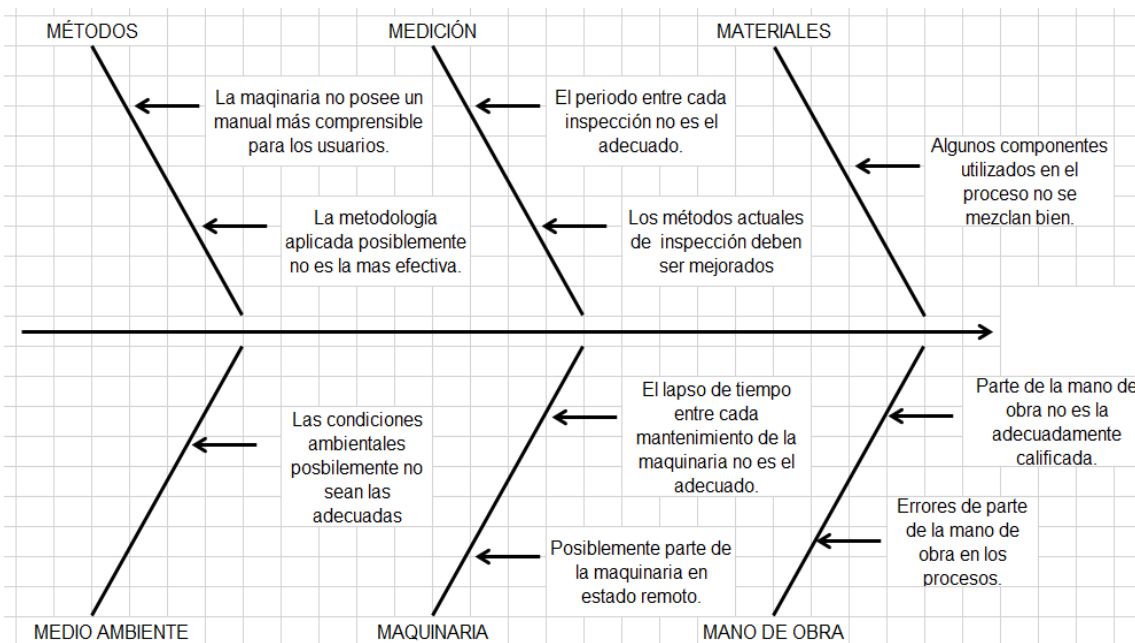 MÉTODOS
MEDICIÓN
MATERIALES
La maqinaria no posee un
manual más comprensible
para los usuarios.
El periodo entre cada
inspección no es el
adecuado.
Algunos componentes
utilizados en el
proceso no se
mezclan bien.
La metodología
aplicada posiblemente
no es la mas efectiva.
Los métodos actuales
de inspección deben
ser mejorados
Las condiciones
ambientales
posbilemente no
sean las
adecuadas
El lapso de tiempo
entre cada
mantenimiento de la
maquinaria no es el
adecuado.
Parte de la mano de
obra no es la
adecuadamente
calificada.
Posiblemente parte de
la maquinaria en
estado remoto.
Errores de parte
de la mano de
obra en los
procesos.
MEDIO AMBIENTE
MAQUINARIA
MANO DE OBRA